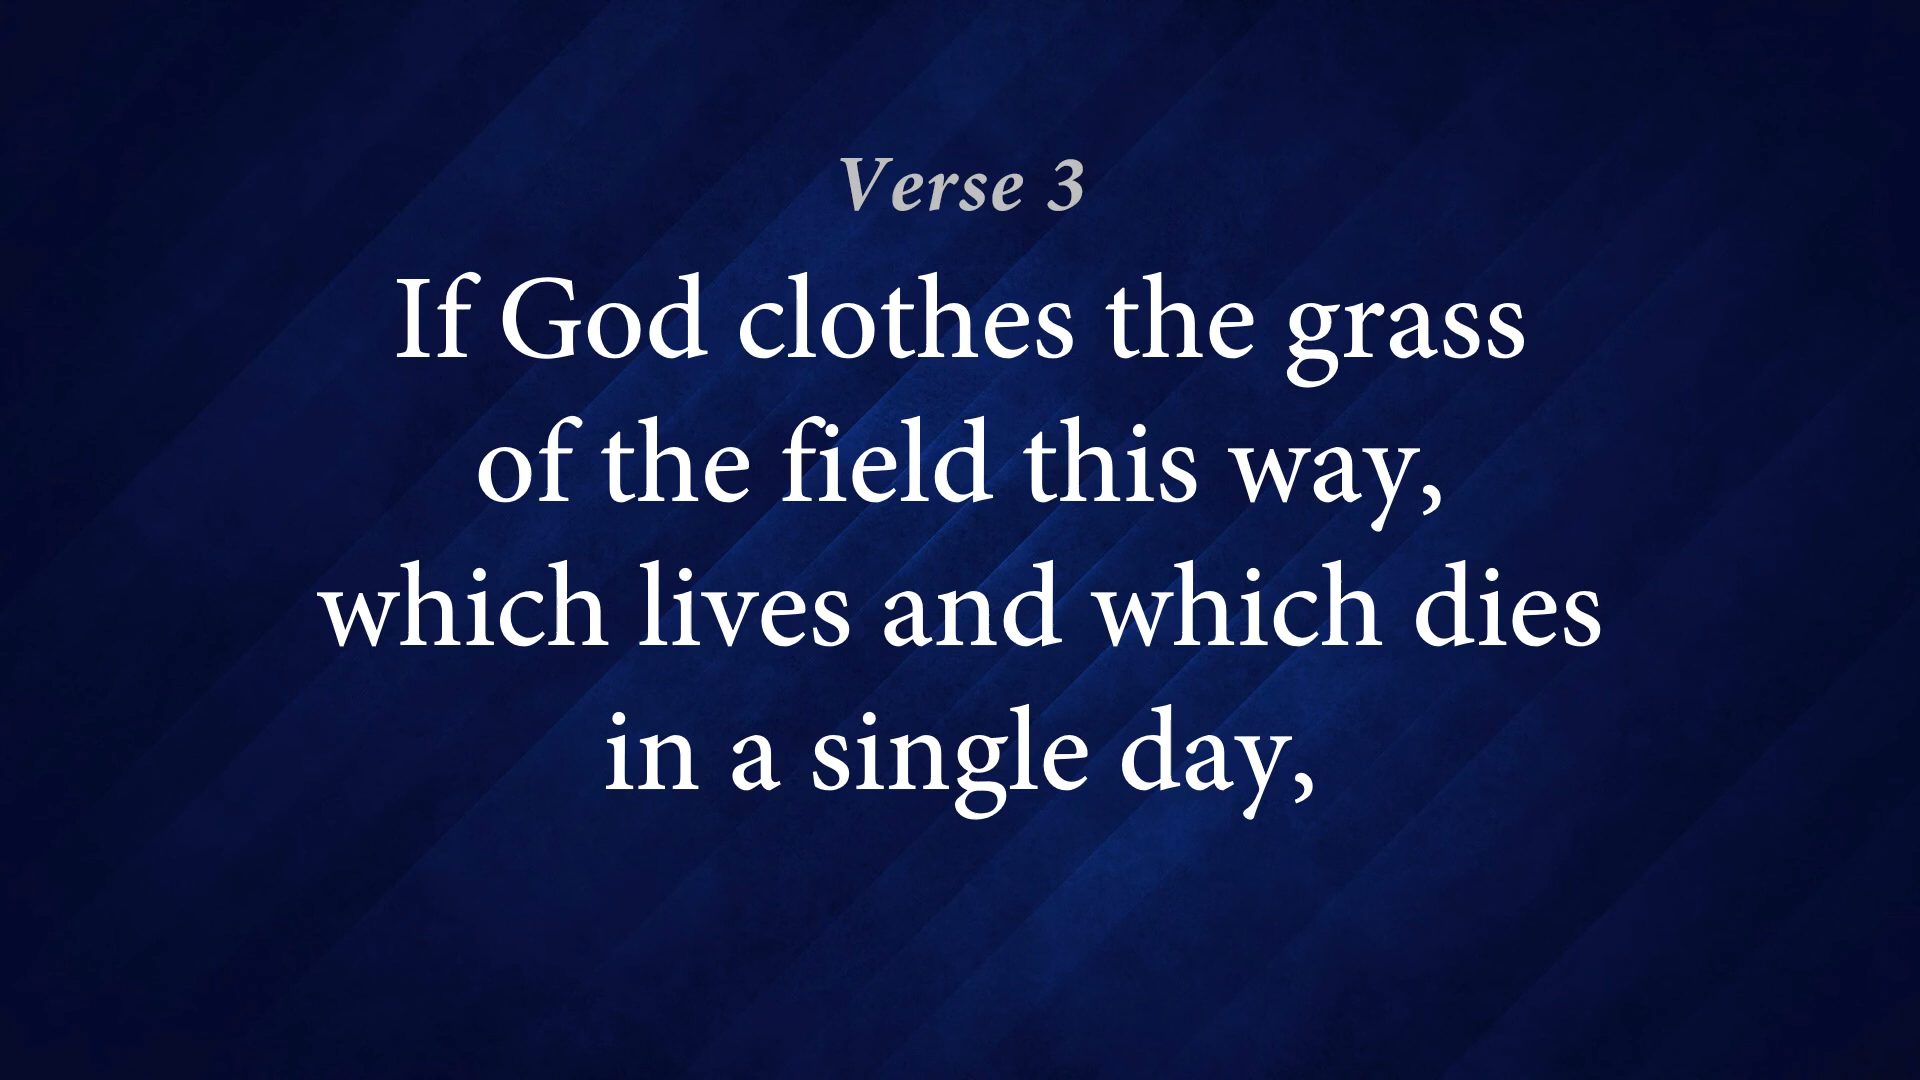 Verse 3
If God clothes the grass
of the field this way,
which lives and which dies
in a single day,